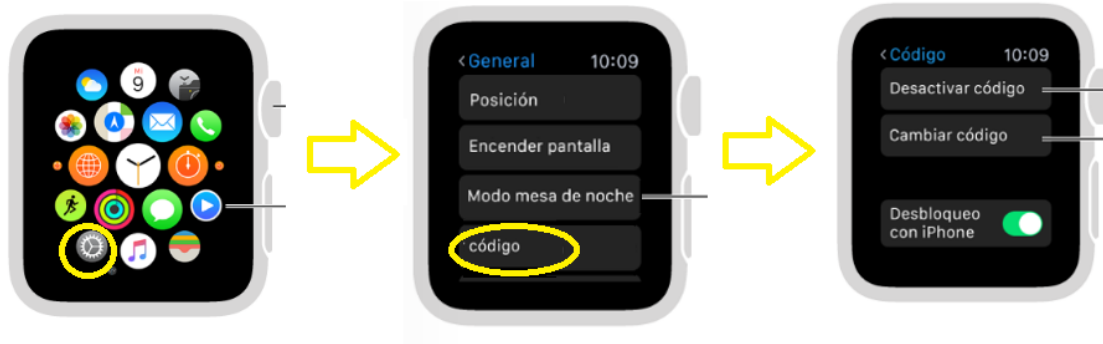 MI
9
<General 10:09
Posición
Encender pantalla
Modo mesa de noche
código
<Código 10:09
Desactivar código
Cambiar código
Desbloqueo
con iPhone